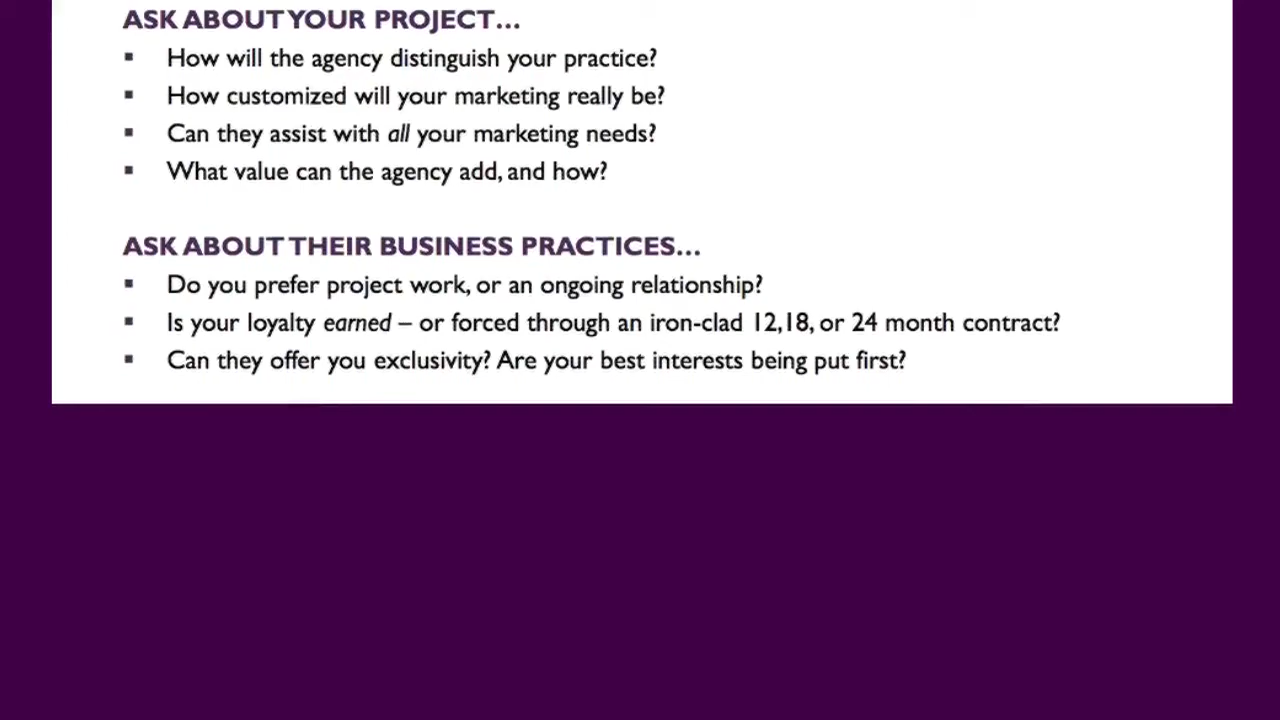 ASK ABOUT YOUR PROJECT…
▪ How will the agency distinguish your practice?
▪ How customized will your marketing really be?
▪ Can they assist with all your marketing needs?
▪ What value can the agency add, and how?
ASK ABOUT THEIR BUSINESS PRACTICES…
▪ Do you prefer project work, or an ongoing relationship?
▪ Is your loyalty earned – or forced through an iron-clad 12,18, or 24 month contract?
▪ Can they offer you exclusivity? Are your best interests being put first?